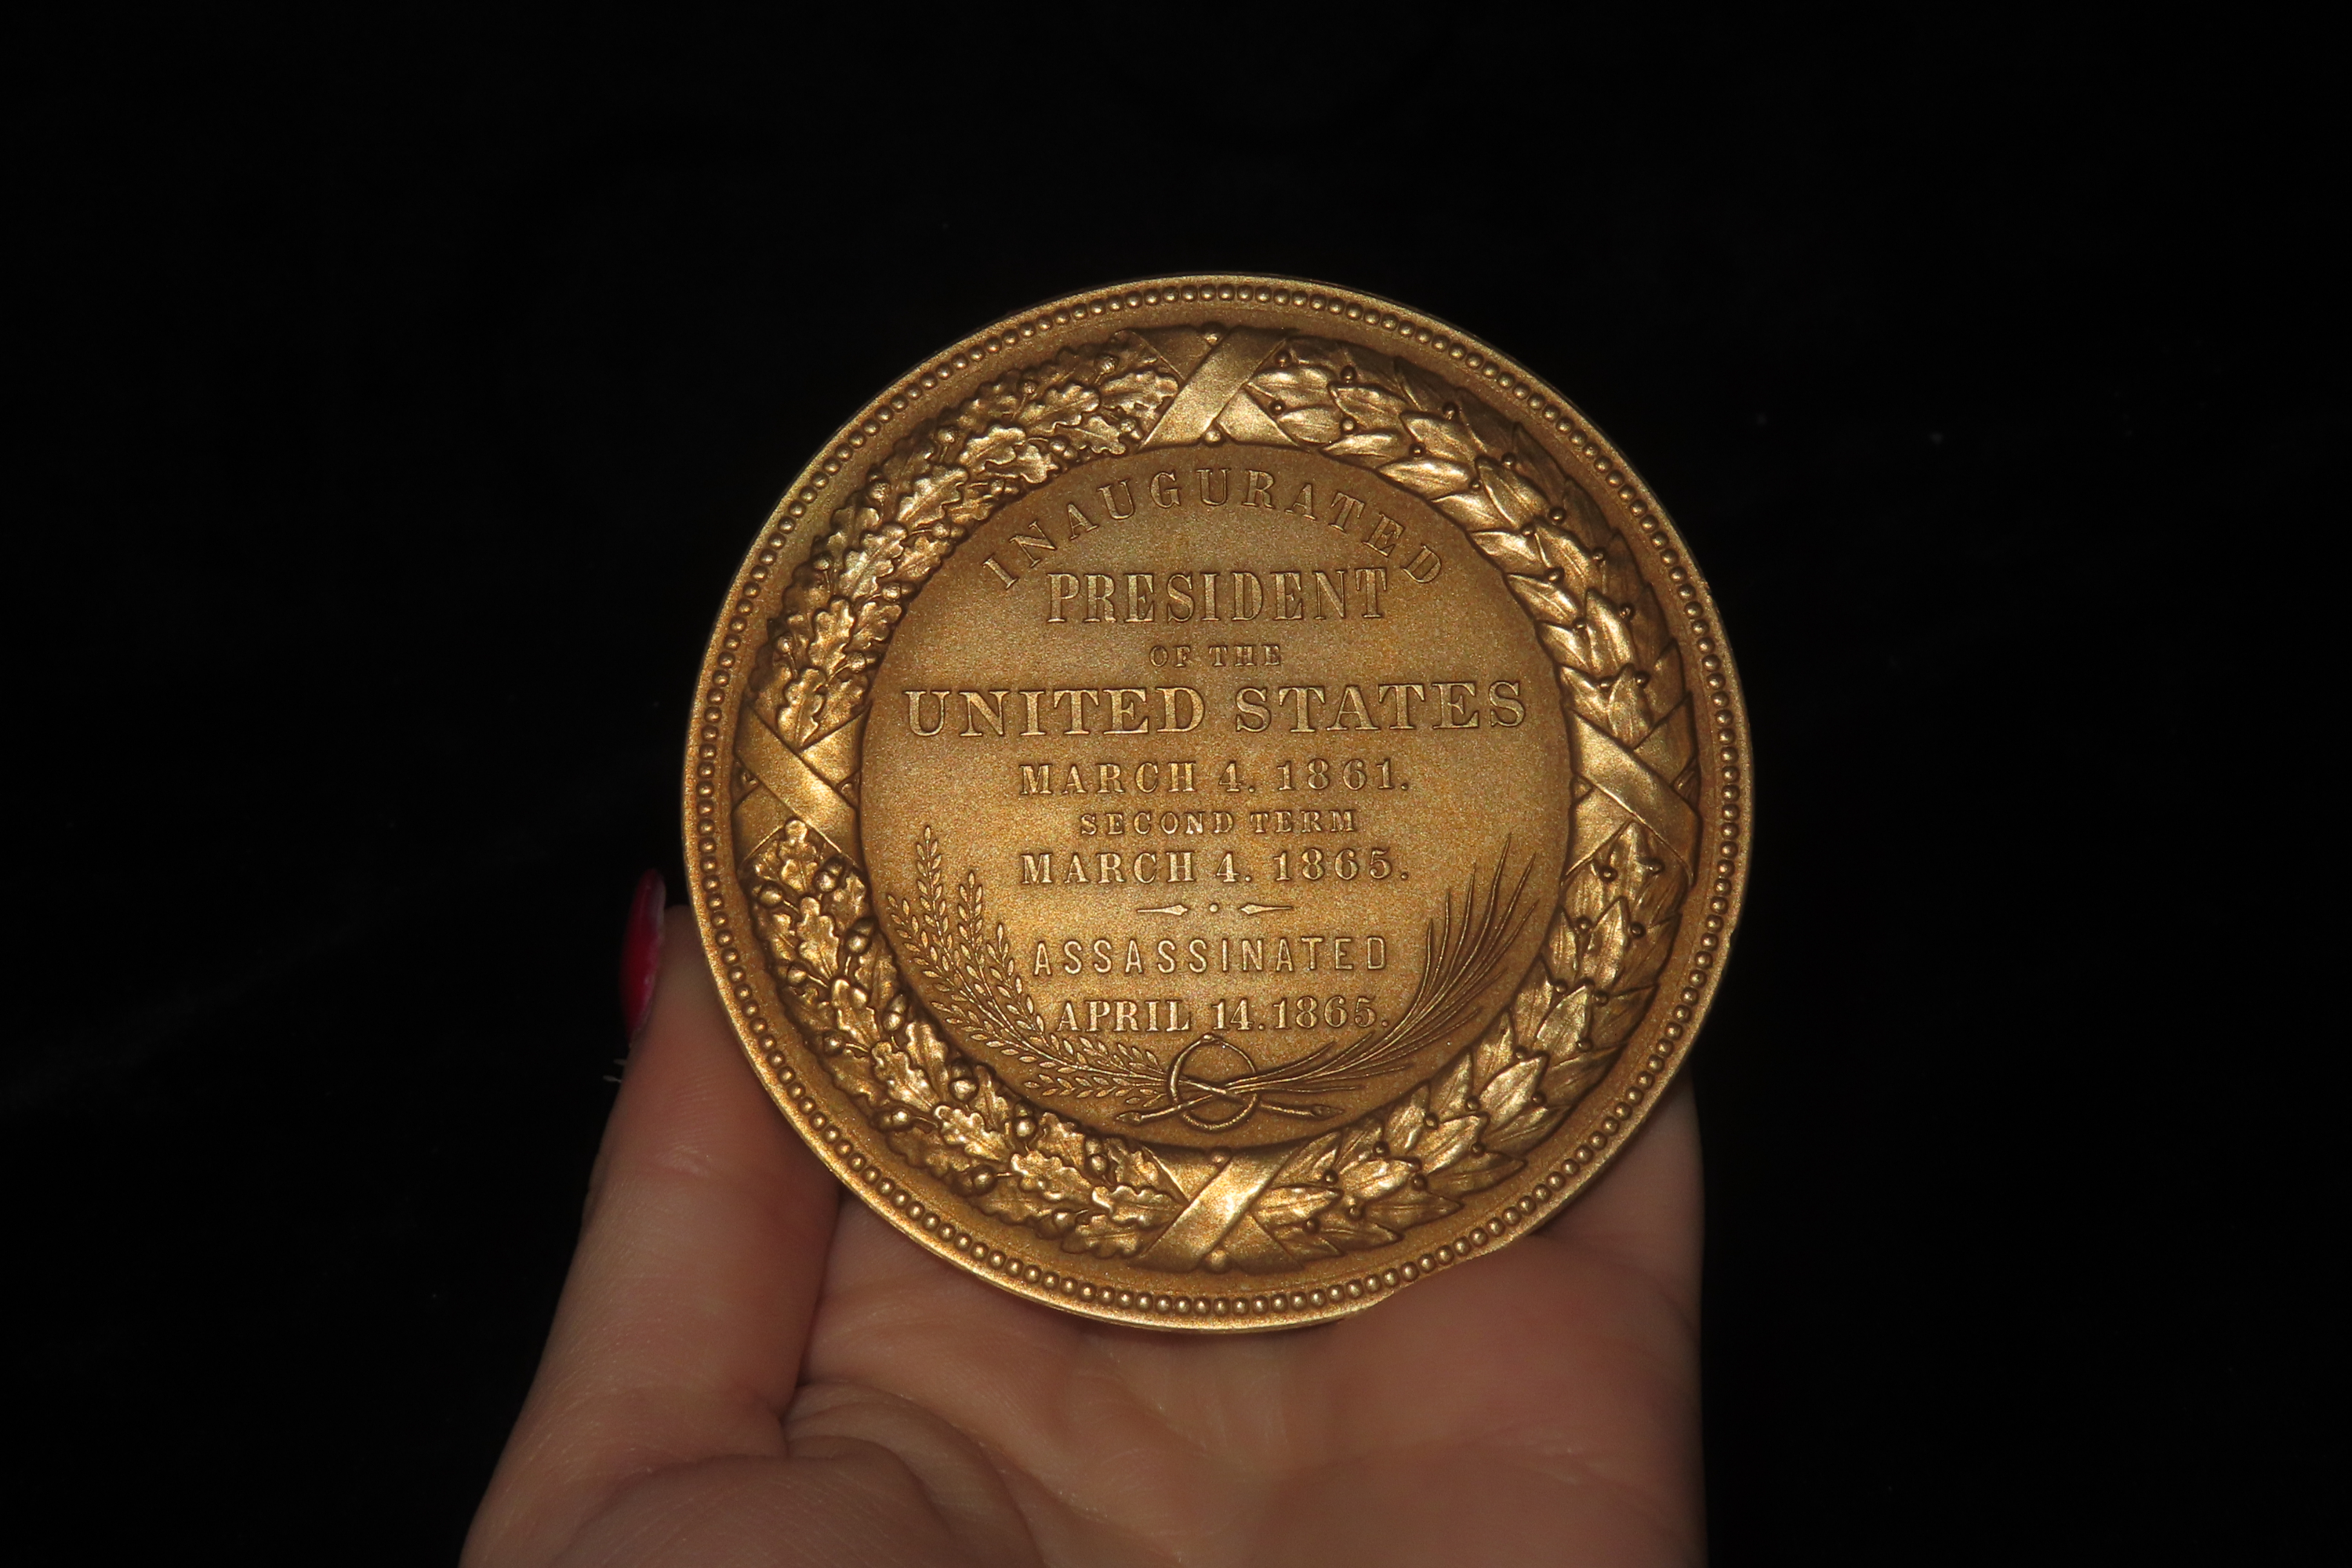 INAUGURATED
PRESIDENT
OF THE
UNITED STATES
MARCH 4. 1861.
SECOND TERM
MARCH 4. 1865.
ASSASSINATED
APRIL 14.1865.